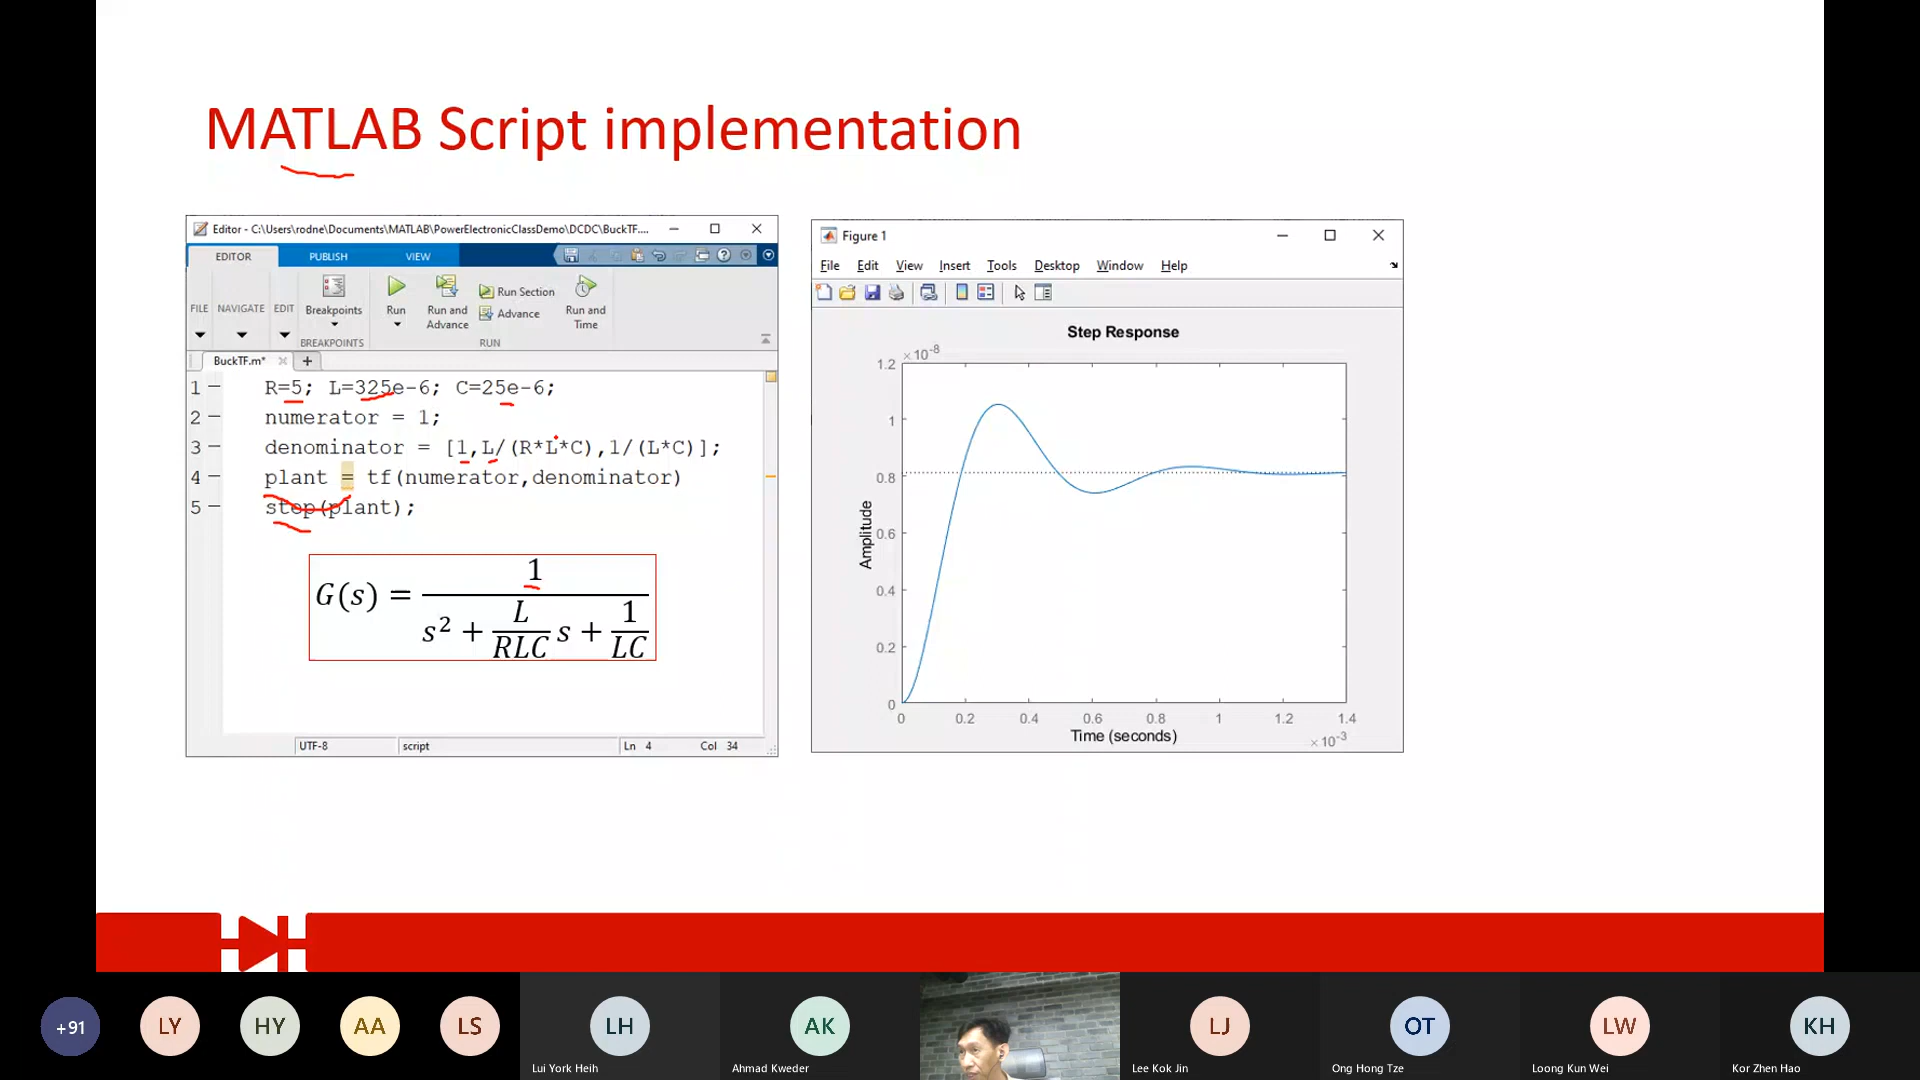 MATLAB Script implementation
Editor - C:\Users\rodne\Documents\MATLAB\PowerElectronicClassDemo\DCDC\BuckTF....
EDITOR PUBLISH VIEW
FILE NAVIGATE EDIT Breakpoints Run Run and Advance Run Section Advance Run and Time
BREAKPOINTS RUN
BuckTF.m* × +
1 – R=5; L=325e-6; C=25e-6;
2 – numerator = 1;
3 – denominator = [1,L/(R*L*C),1/(L*C)];
4 – plant = tf(numerator,denominator)
5 – step(plant);
G(s) = 1 / (s² + L/RLC s + 1/LC)
UTF-8 script Ln 4 Col 34
Figure 1
File Edit View Insert Tools Desktop Window Help
Step Response
×10⁻⁸
1.2
1
0.8
0.6
0.4
0.2
0
Amplitude
0 0.2 0.4 0.6 0.8 1 1.2 1.4
Time (seconds)
×10⁻³
+91 LY HY AA LS LH AK LJ OT LW KH
Lui York Heih Ahmad Kweder Lee Kok Jin Ong Hong Tze Loong Kun Wei Kor Zhen Hao